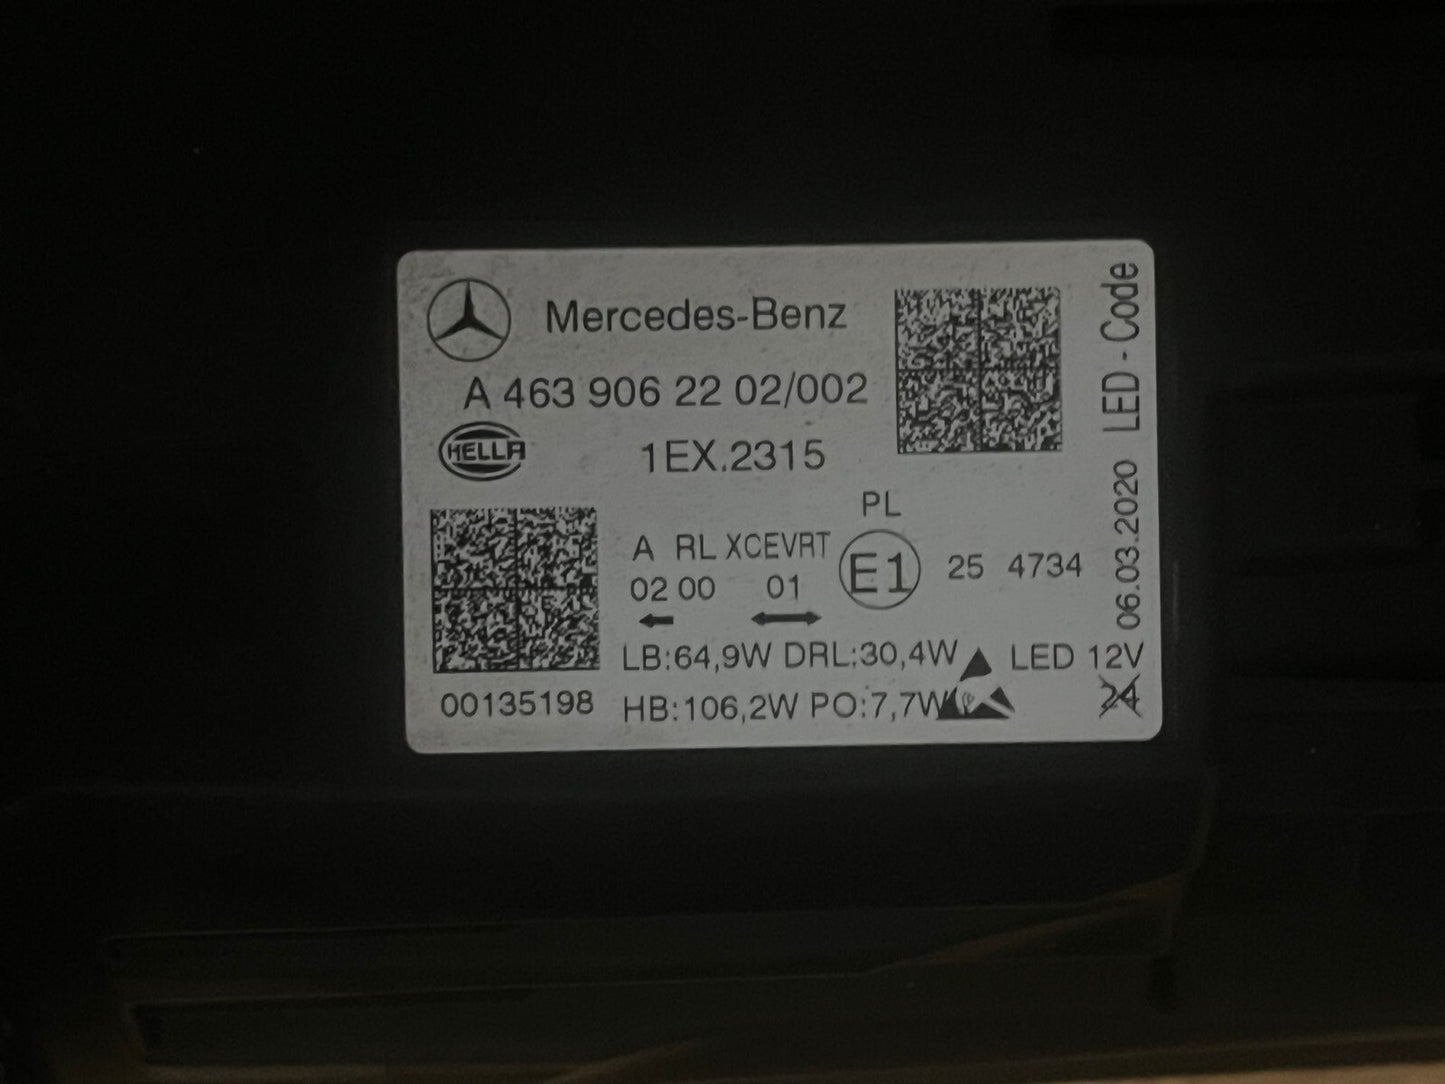 Mercedes-Benz
A 463 906 22 02/002
HELLA
1EX.2315
PL
A RL XCEVRT
02 00 01
E1
25 4734
LB:64,9W DRL:30,4W
LED 12V
00135198
HB:106,2W PO:7,7W
24
06.03.2020 LED - Code